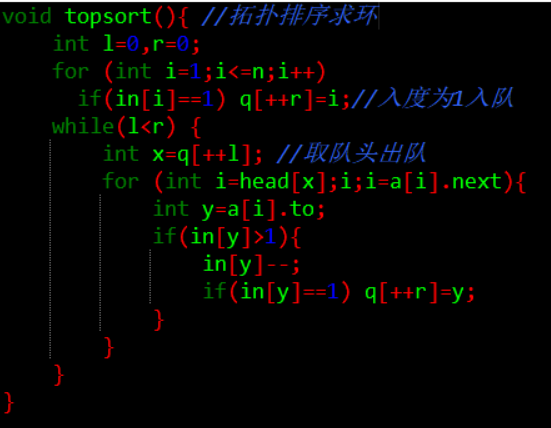 void topsort(){ //拓扑排序求环
    int l=0,r=0;
    for (int i=1;i<=n;i++)
      if(in[i]==1) q[++r]=i;//入度为1入队
    while(l<r) {
        int x=q[++l]; //取队头出队
        for (int i=head[x];i;i=a[i].next){
            int y=a[i].to;
            if(in[y]>1){
                in[y]--;
                if(in[y]==1) q[++r]=y;
            }
        }
    }
}